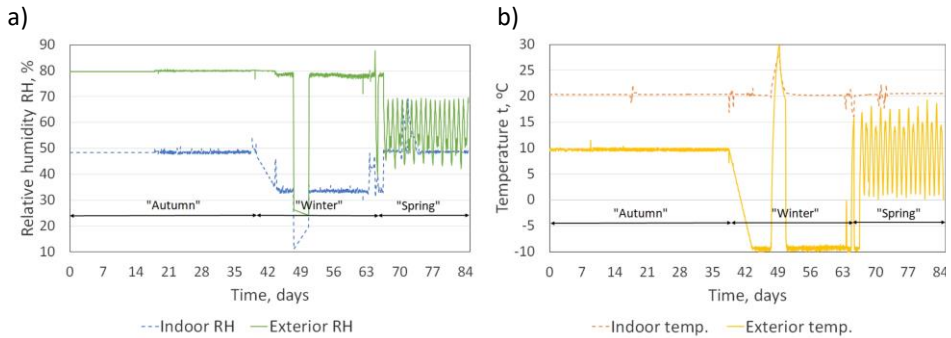 a)
Relative humidity RH, %
90
80
70
60
50
40
30
20
10
"Autumn"
"Winter"
"Spring"
0 7 14 21 28 35 42 49 56 63 70 77 84
Time, days
Indoor RH
Exterior RH
b)
Temperature t, ºC
30
25
20
15
10
5
0
-5
-10
"Autumn"
"Winter"
"Spring"
0 7 14 21 28 35 42 49 56 63 70 77 84
Time, days
Indoor temp.
Exterior temp.